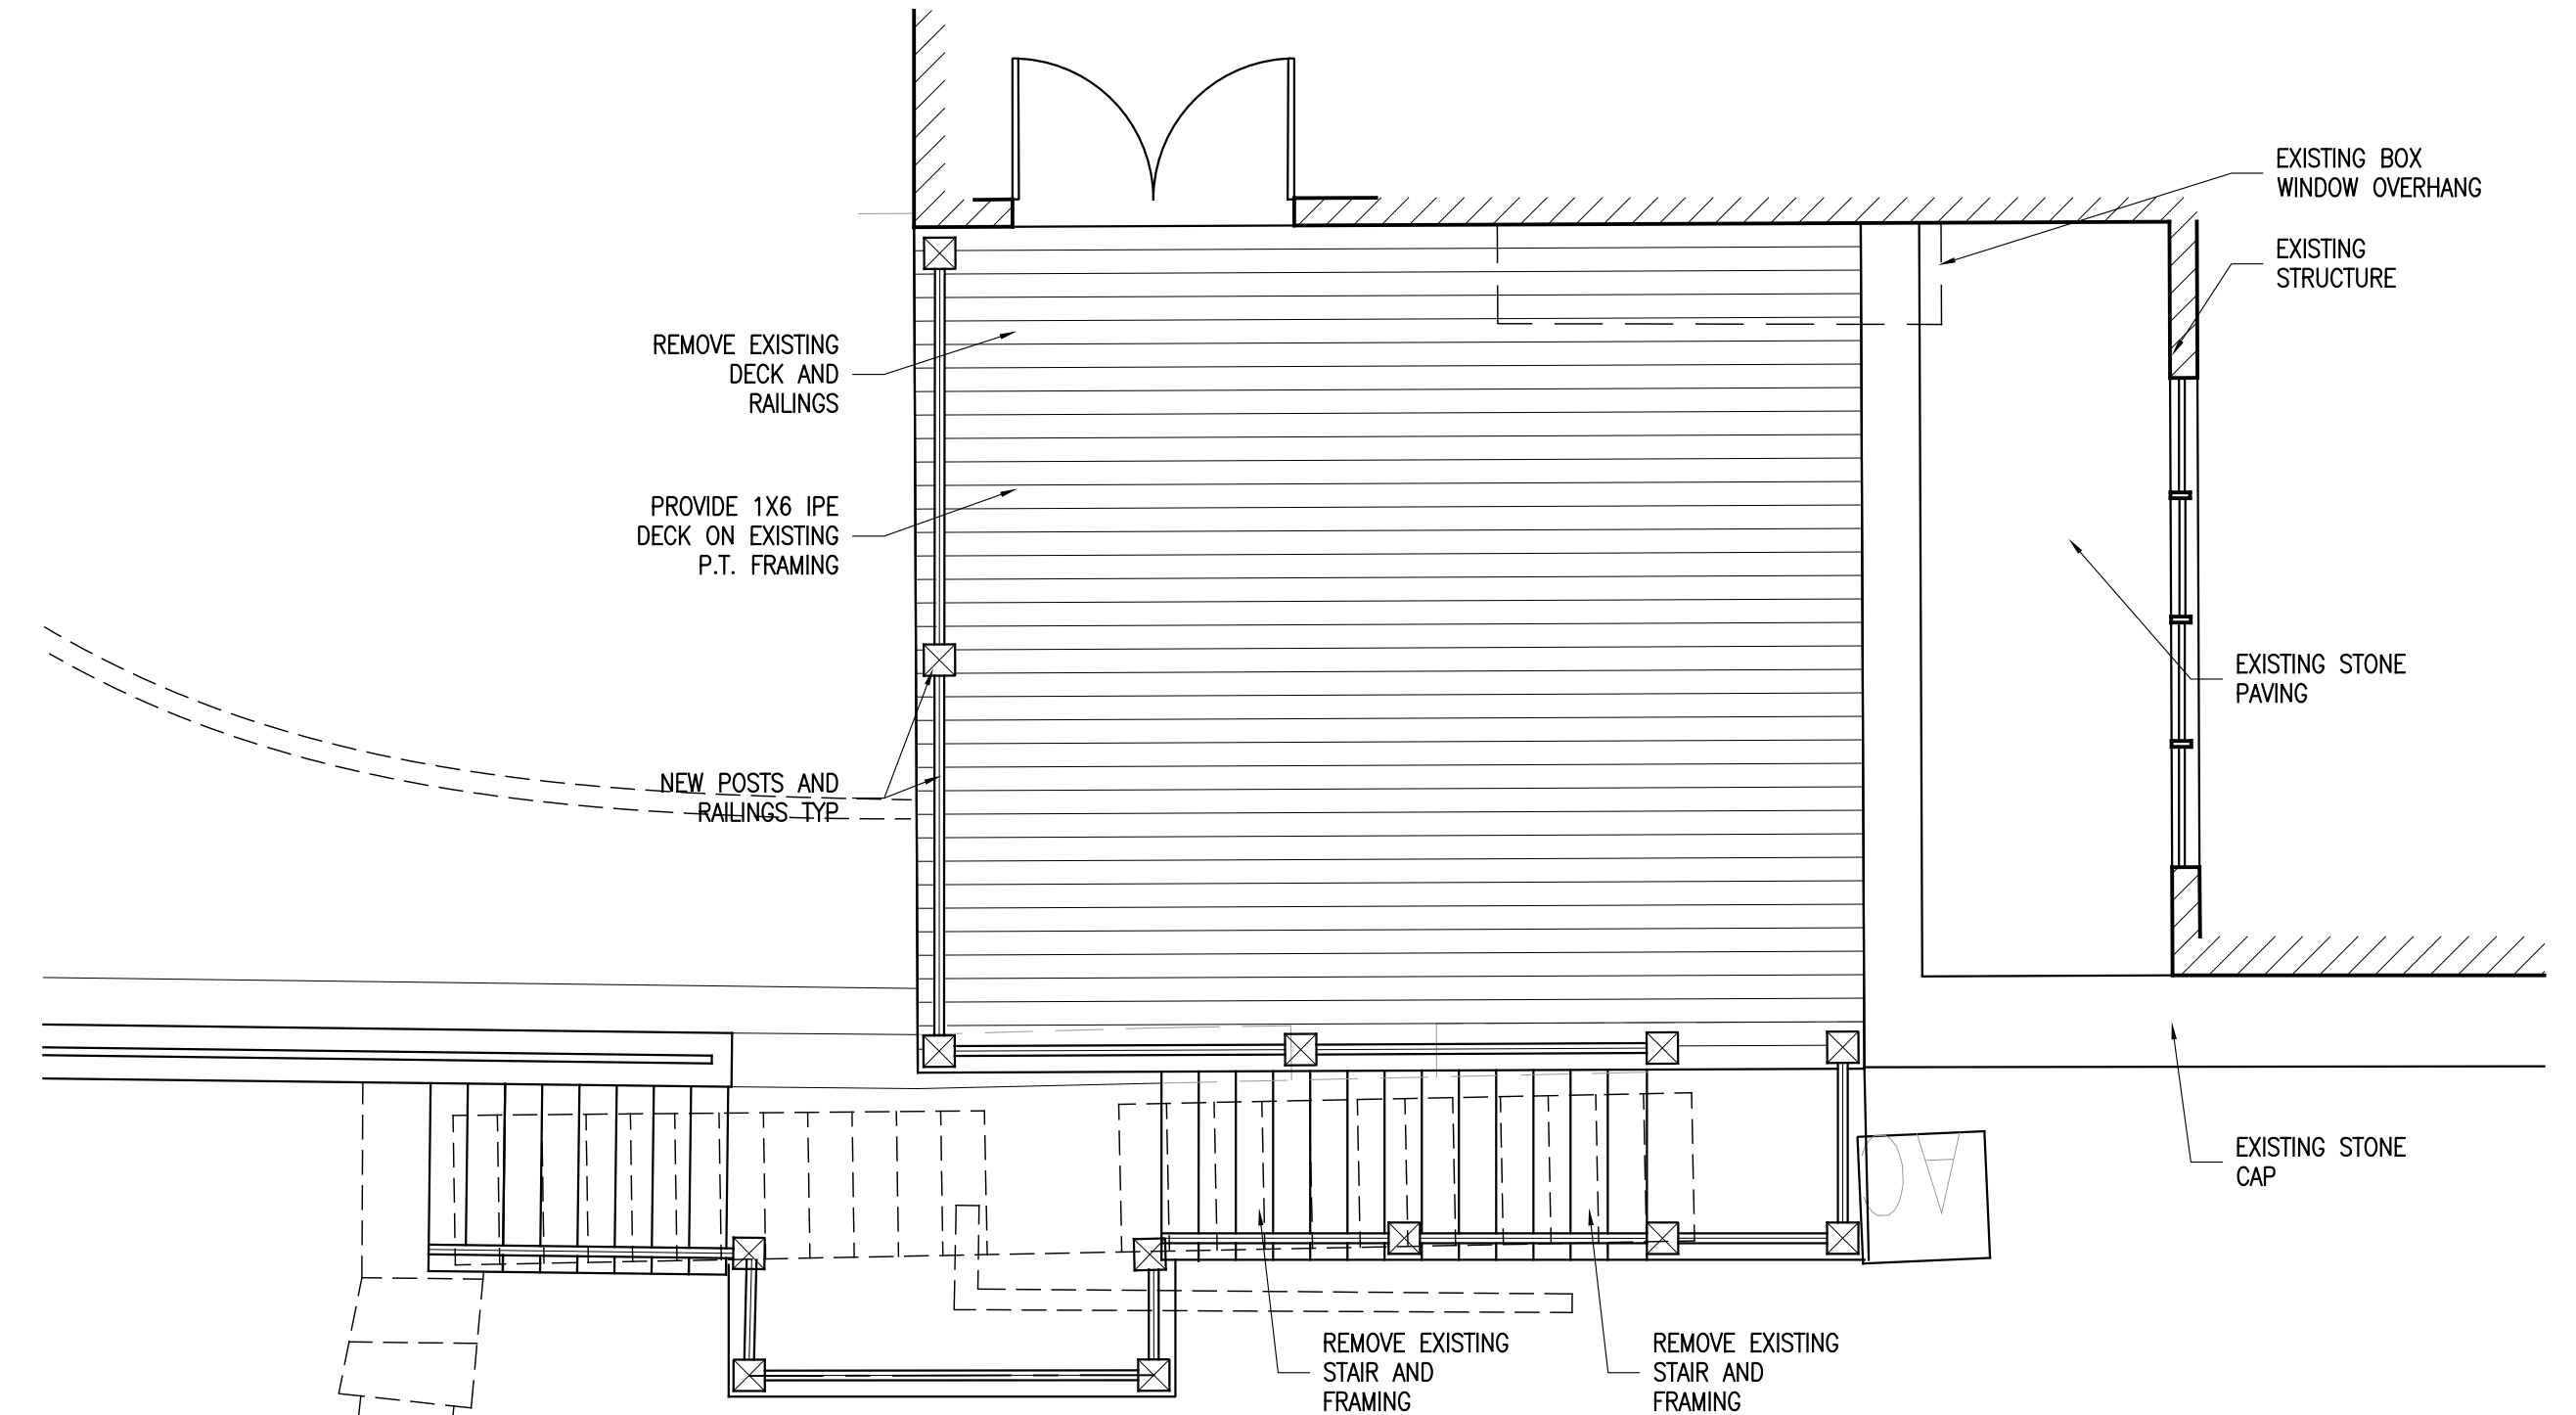 EXISTING BOX
WINDOW OVERHANG
EXISTING
STRUCTURE
REMOVE EXISTING
DECK AND
RAILINGS
PROVIDE 1X6 IPE
DECK ON EXISTING
P.T. FRAMING
EXISTING STONE
PAVING
NEW POSTS AND
RAILINGS TYP
EXISTING STONE
CAP
REMOVE EXISTING
STAIR AND
FRAMING
REMOVE EXISTING
STAIR AND
FRAMING